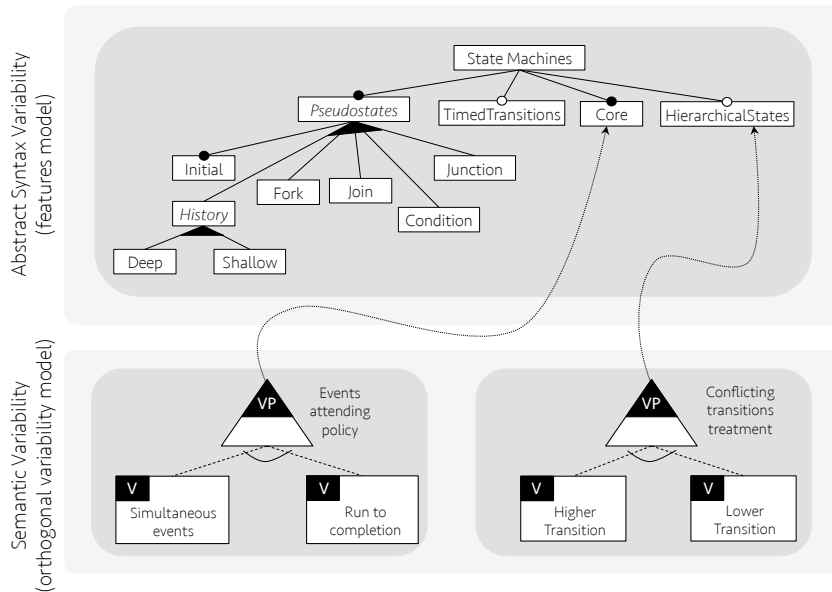 Abstract Syntax Variability
(features model)
State Machines
Pseudostates
TimedTransitions
Core
HierarchicalStates
Initial
Fork
Join
Junction
History
Condition
Deep
Shallow
Semantic Variability
(orthogonal variability model)
VP
Events
attending
policy
V
Simultaneous
events
V
Run to
completion
VP
Conflicting
transitions
treatment
V
Higher
Transition
V
Lower
Transition